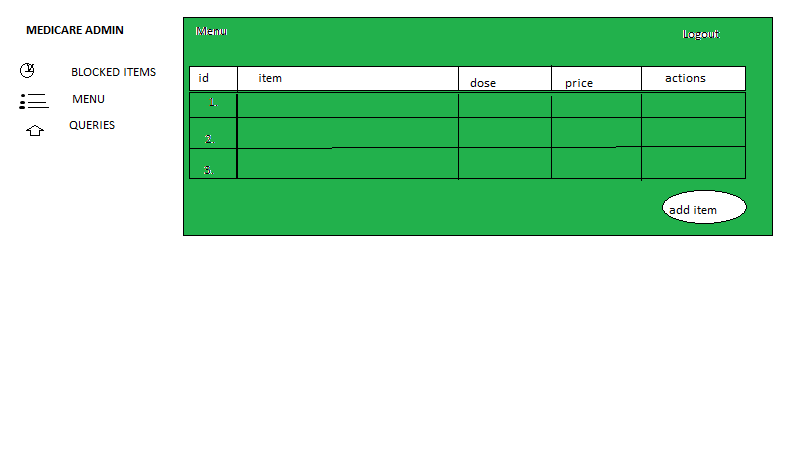 MEDICARE ADMIN
BLOCKED ITEMS
MENU
QUERIES
Menu
Logout
id item dose price actions
1.
2.
3.
add item